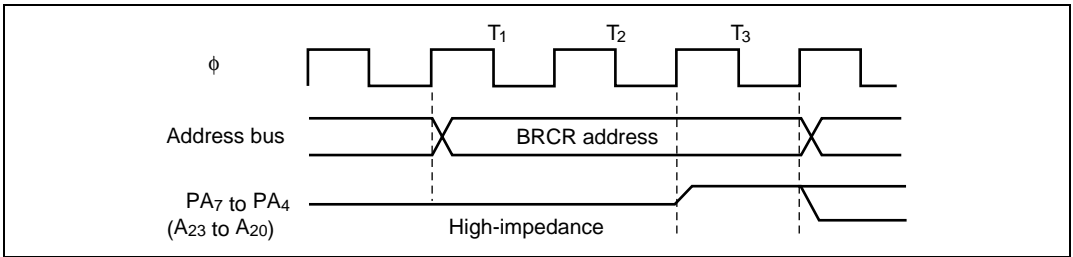 T1 T2 T3
φ
Address bus BRCR address
PA7 to PA4
(A23 to A20) High-impedance